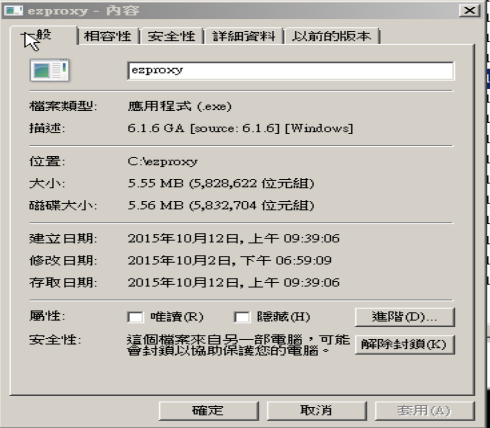 ezproxy - 內容
一般 相容性 安全性 詳細資料 以前的版本
ezproxy
檔案類型: 應用程式 (.exe)
描述: 6.1.6 GA [source: 6.1.6] [Windows]
位置: C:\ezproxy
大小: 5.55 MB (5,828,622 位元組)
磁碟大小: 5.56 MB (5,832,704 位元組)
建立日期: 2015年10月12日, 上午 09:39:06
修改日期: 2015年10月2日, 下午 06:59:09
存取日期: 2015年10月12日, 上午 09:39:06
屬性: 唯讀(R) 隱藏(H) 進階(D)...
安全性: 這個檔案來自另一部電腦，可能
會封鎖以協助保護您的電腦。 解除封鎖(K)
確定 取消 套用(A)